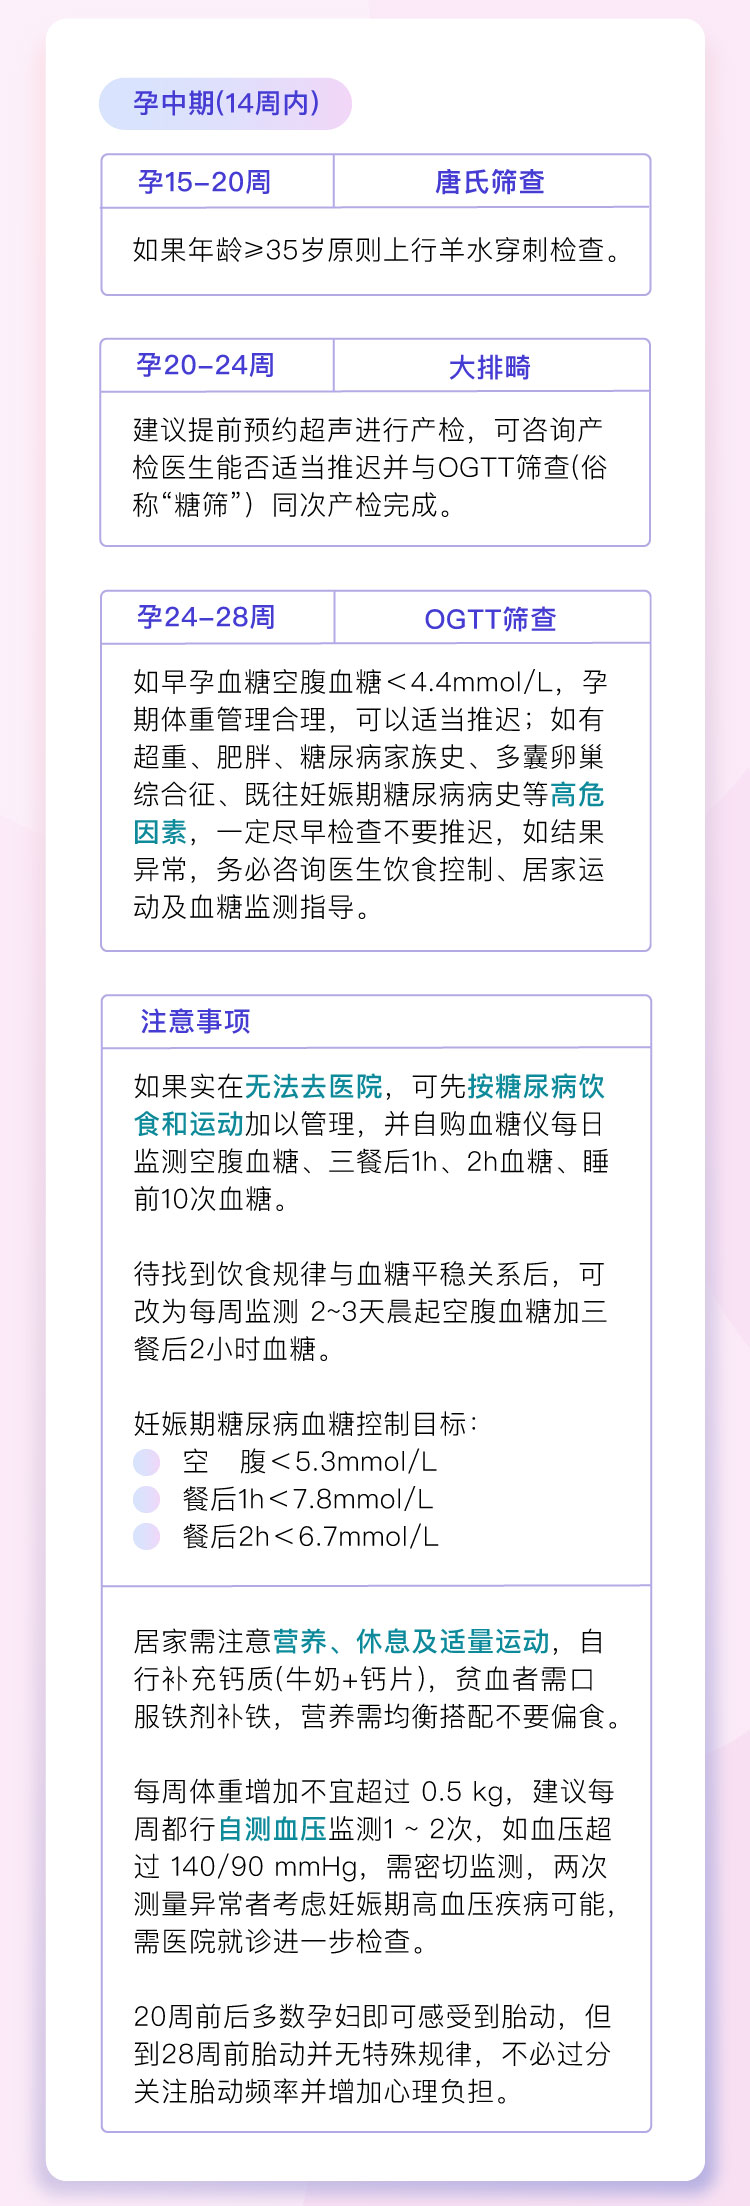 孕中期(14周内)
孕15-20周
唐氏筛查
如果年龄≥35岁原则上行羊水穿刺检查。
孕20-24周
大排畸
建议提前预约超声进行产检，可咨询产
检医生能否适当推迟并与OGTT筛查(俗
称“糖筛”）同次产检完成。
孕24-28周
OGTT筛查
如早孕血糖空腹血糖＜4.4mmol/L，孕
期体重管理合理，可以适当推迟；如有
超重、肥胖、糖尿病家族史、多囊卵巢
综合征、既往妊娠期糖尿病病史等高危
因素，一定尽早检查不要推迟，如结果
异常，务必咨询医生饮食控制、居家运
动及血糖监测指导。
注意事项
如果实在无法去医院，可先按糖尿病饮
食和运动加以管理，并自购血糖仪每日
监测空腹血糖、三餐后1h、2h血糖、睡
前10次血糖。
待找到饮食规律与血糖平稳关系后，可
改为每周监测 2~3天晨起空腹血糖加三
餐后2小时血糖。
妊娠期糖尿病血糖控制目标：
空　腹＜5.3mmol/L
餐后1h＜7.8mmol/L
餐后2h＜6.7mmol/L
居家需注意营养、休息及适量运动，自
行补充钙质(牛奶+钙片)，贫血者需口
服铁剂补铁，营养需均衡搭配不要偏食。
每周体重增加不宜超过 0.5 kg，建议每
周都行自测血压监测1 ~ 2次，如血压超
过 140/90 mmHg，需密切监测，两次
测量异常者考虑妊娠期高血压疾病可能，
需医院就诊进一步检查。
20周前后多数孕妇即可感受到胎动，但
到28周前胎动并无特殊规律，不必过分
关注胎动频率并增加心理负担。